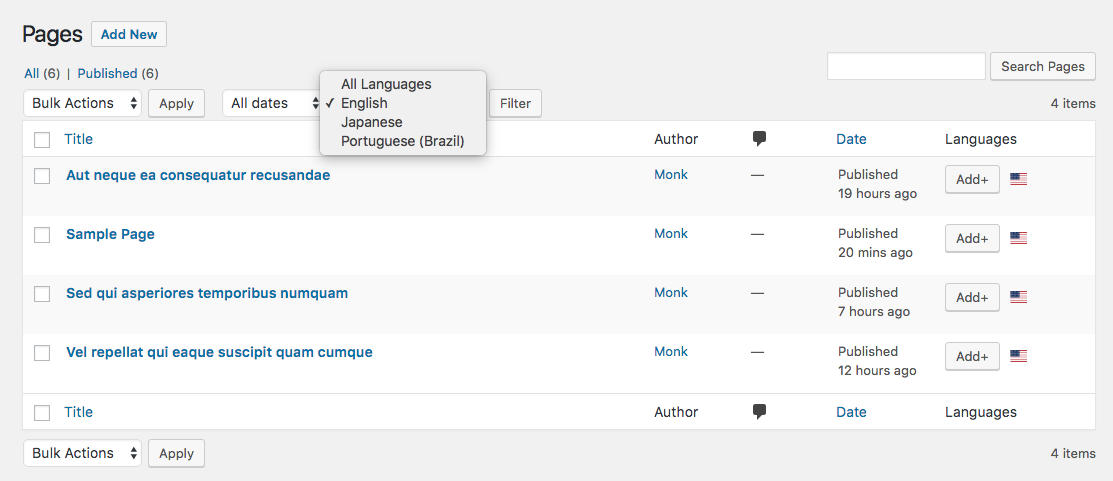 Pages Add New
All (6) | Published (6)
Search Pages
Bulk Actions Apply All dates Filter 4 items
All Languages
✓ English
Japanese
Portuguese (Brazil)
Title Author Date Languages
Aut neque ea consequatur recusandae Monk — Published Add+
19 hours ago
Sample Page Monk — Published Add+
20 mins ago
Sed qui asperiores temporibus numquam Monk — Published Add+
7 hours ago
Vel repellat qui eaque suscipit quam cumque Monk — Published Add+
12 hours ago
Title Author Date Languages
Bulk Actions Apply 4 items